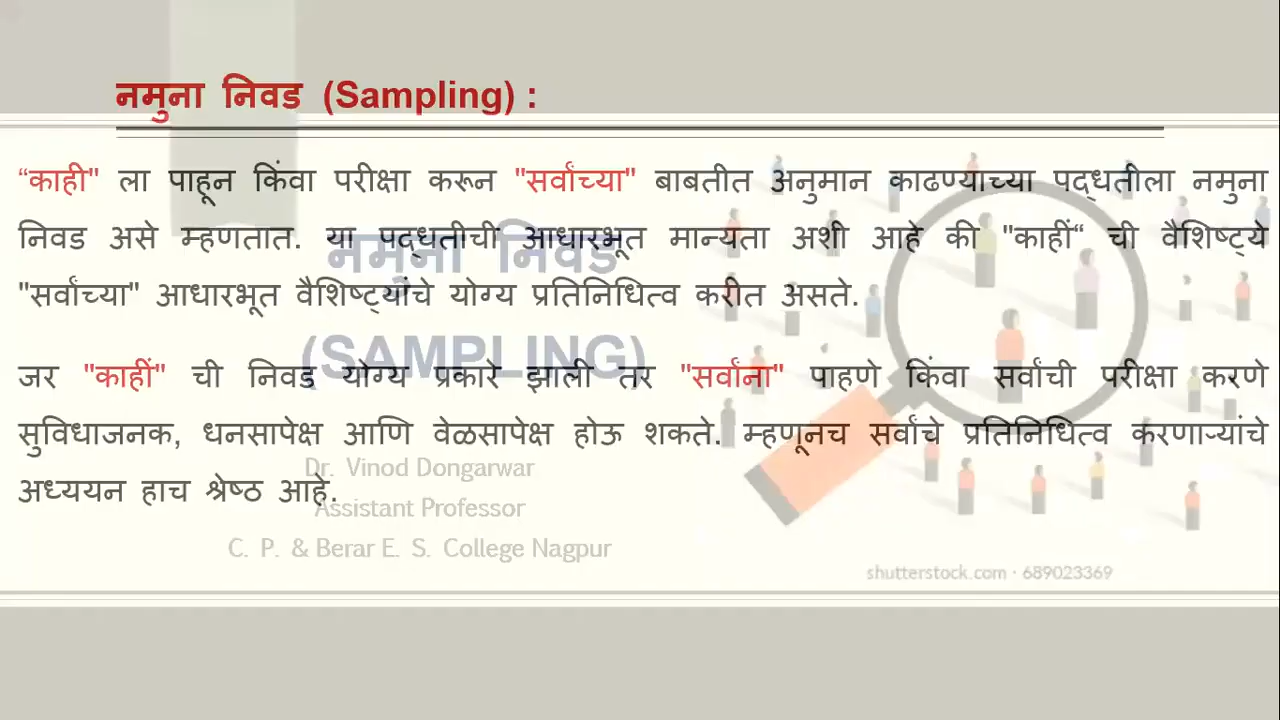 नमुना निवड (Sampling) :
“काही" ला पाहून किंवा परीक्षा करून "सर्वांच्या" बाबतीत अनुमान काढण्याच्या पद्धतीला नमुना
निवड असे म्हणतात. या पद्धतीची आधारभूत मान्यता अशी आहे की "काहीं“ ची वैशिष्ट्ये
"सर्वांच्या" आधारभूत वैशिष्ट्यांचे योग्य प्रतिनिधित्व करीत असते.
जर "काहीं" ची निवड योग्य प्रकारे झाली तर "सर्वांना" पाहणे किंवा सर्वांची परीक्षा करणे
सुविधाजनक, धनसापेक्ष आणि वेळसापेक्ष होऊ शकते. म्हणूनच सर्वांचे प्रतिनिधित्व करणाऱ्यांचे
अध्ययन हाच श्रेष्ठ आहे.
नमुना निवड
(SAMPLING)
Dr. Vinod Dongarwar
Assistant Professor
C. P. & Berar E. S. College Nagpur
shutterstock.com · 689023369